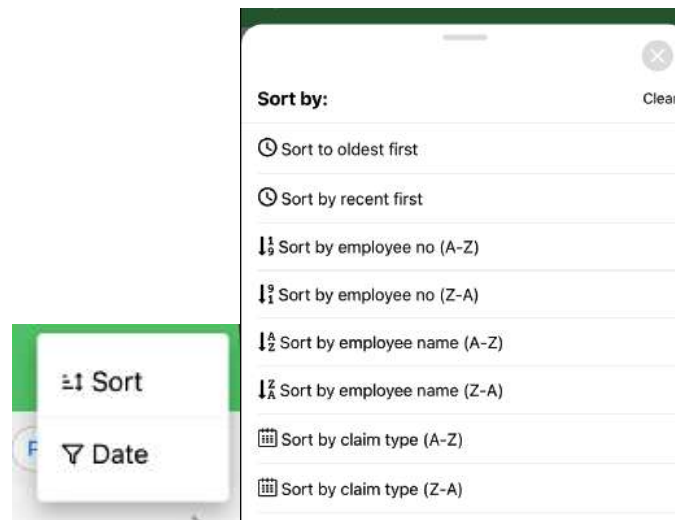 Sort
Date
Sort by:
Clear
Sort to oldest first
Sort by recent first
Sort by employee no (A-Z)
Sort by employee no (Z-A)
Sort by employee name (A-Z)
Sort by employee name (Z-A)
Sort by claim type (A-Z)
Sort by claim type (Z-A)